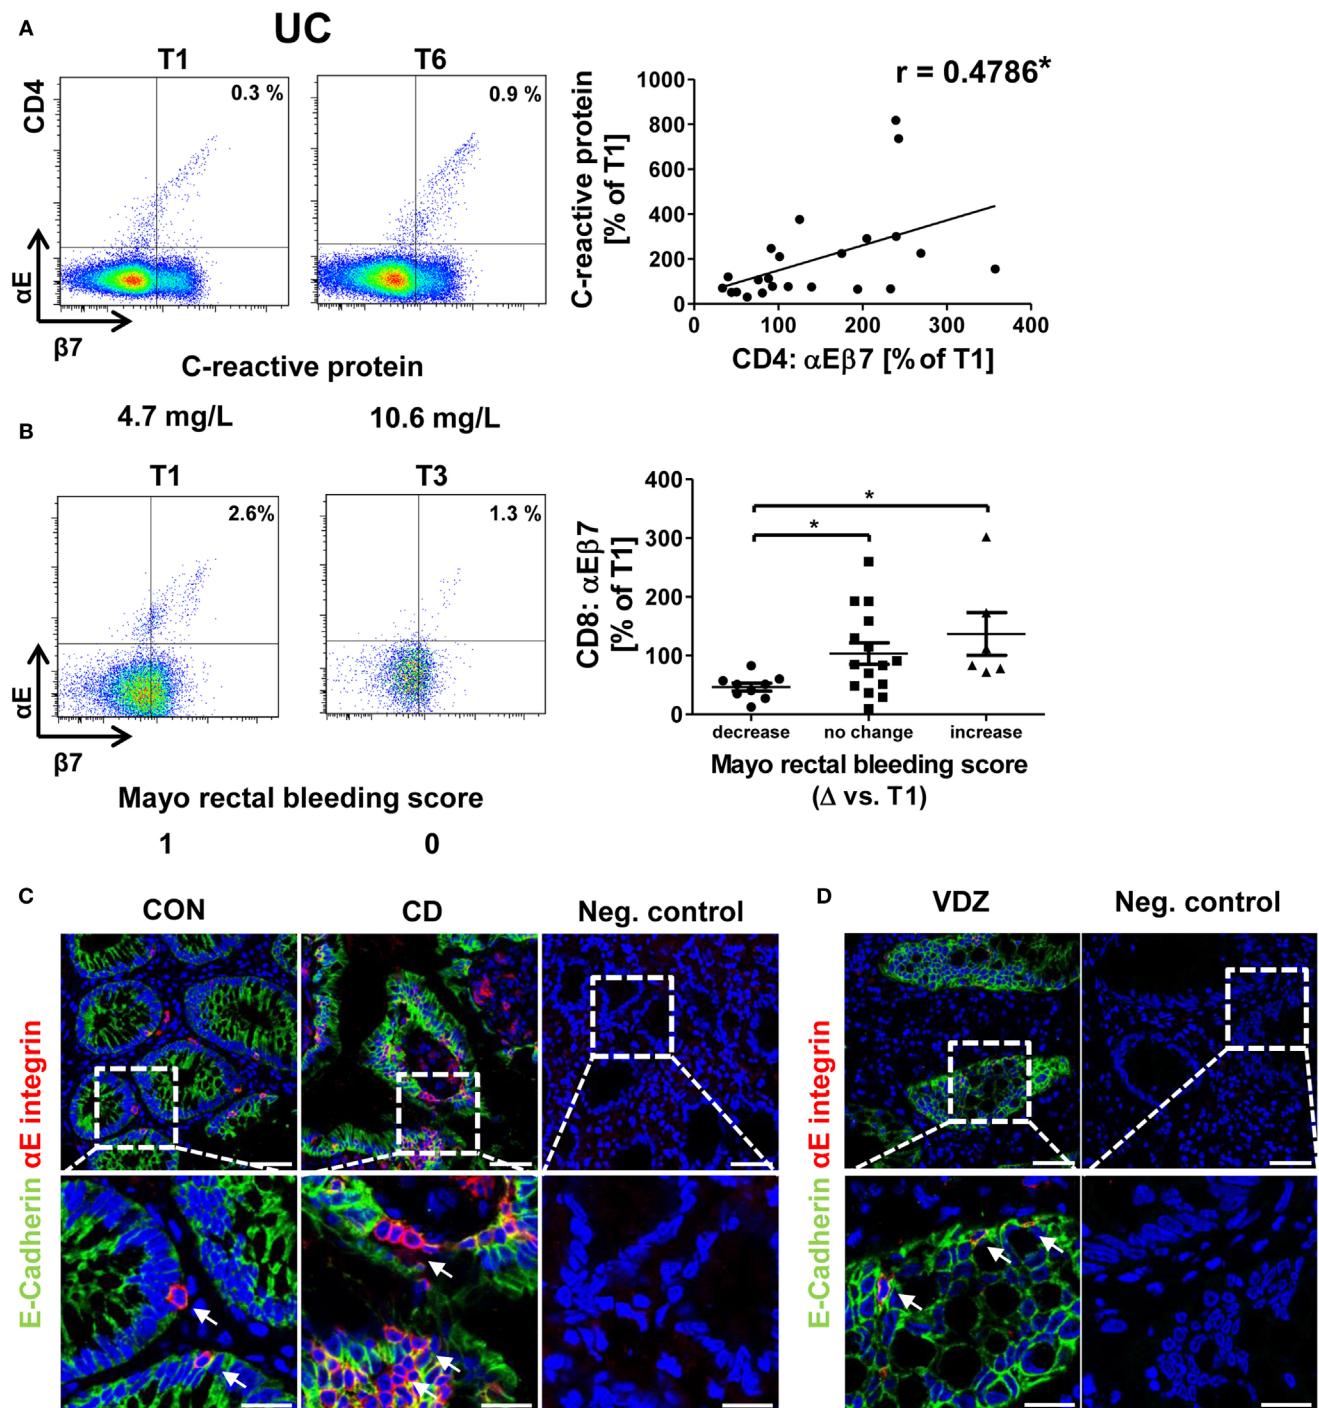 A
UC
T1
T6
CD4
0.3 %
0.9 %
αE
β7
C-reactive protein
4.7 mg/L
10.6 mg/L
r = 0.4786*
C-reactive protein
[% of T1]
1000
800
600
400
200
0
0
100
200
300
400
CD4: αEβ7 [% of T1]
B
T1
T3
2.6%
1.3 %
αE
β7
Mayo rectal bleeding score
1
0
CD8: αEβ7
[% of T1]
400
300
200
100
0
*
*
decrease
no change
increase
Mayo rectal bleeding score
(Δ vs. T1)
C
CON
CD
Neg. control
E-Cadherin αE integrin
D
VDZ
Neg. control
E-Cadherin αE integrin